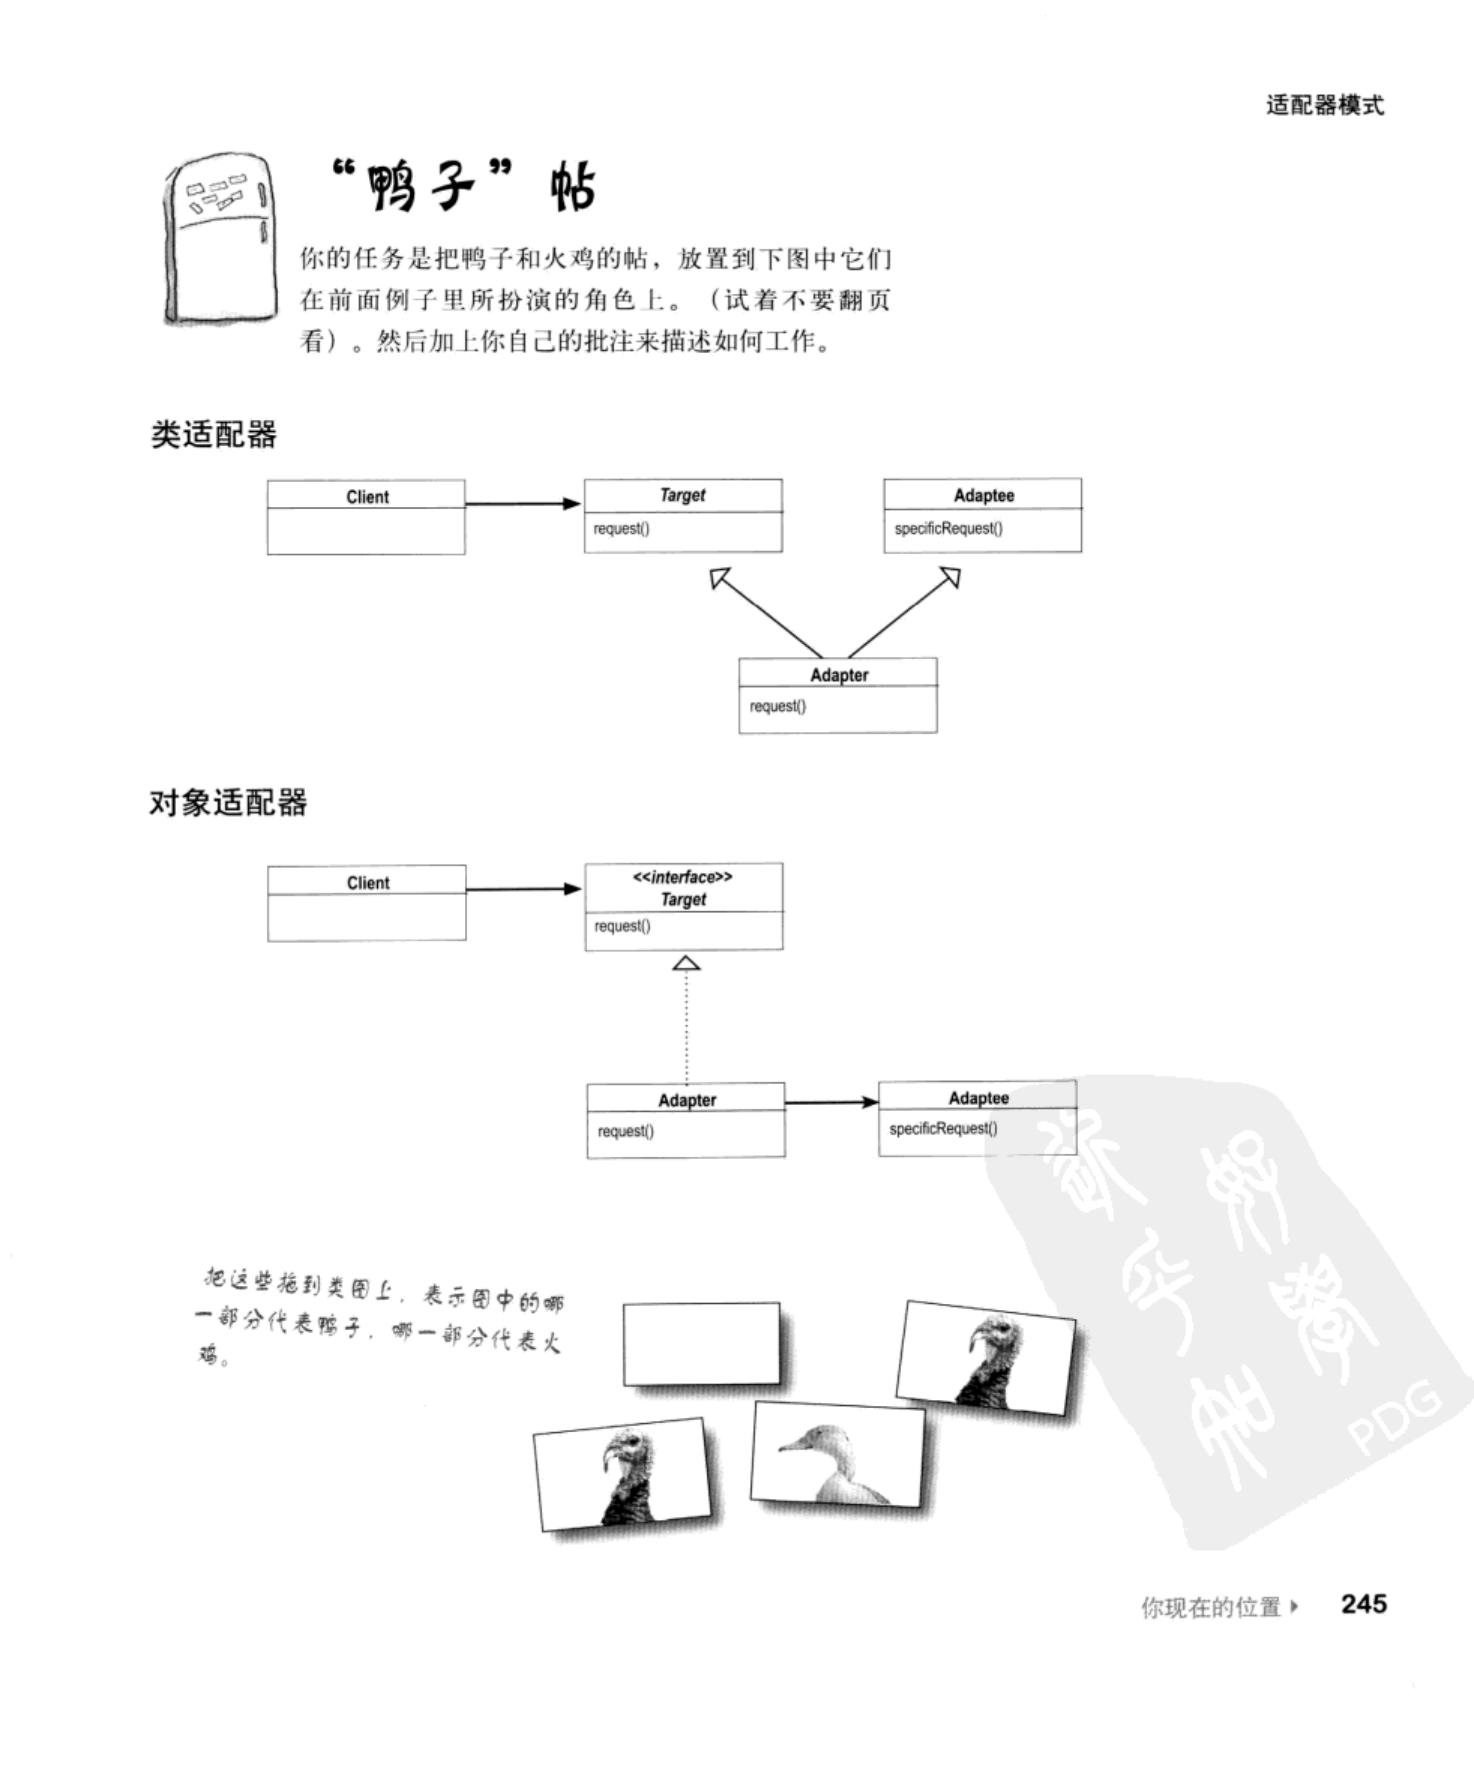 适配器模式
“鸭子”帖
你的任务是把鸭子和火鸡的帖，放置到下图中它们
在前面例子里所扮演的角色上。（试着不要翻页
看）。然后加上你自己的批注来描述如何工作。
类适配器
Client
Target
request()
Adaptee
specificRequest()
Adapter
request()
对象适配器
Client
<<interface>>
Target
request()
Adapter
request()
Adaptee
specificRequest()
把这些拖到类图上，表示图中的哪
一部分代表鸭子，哪一部分代表火
鸡。
PDG
你现在的位置
245